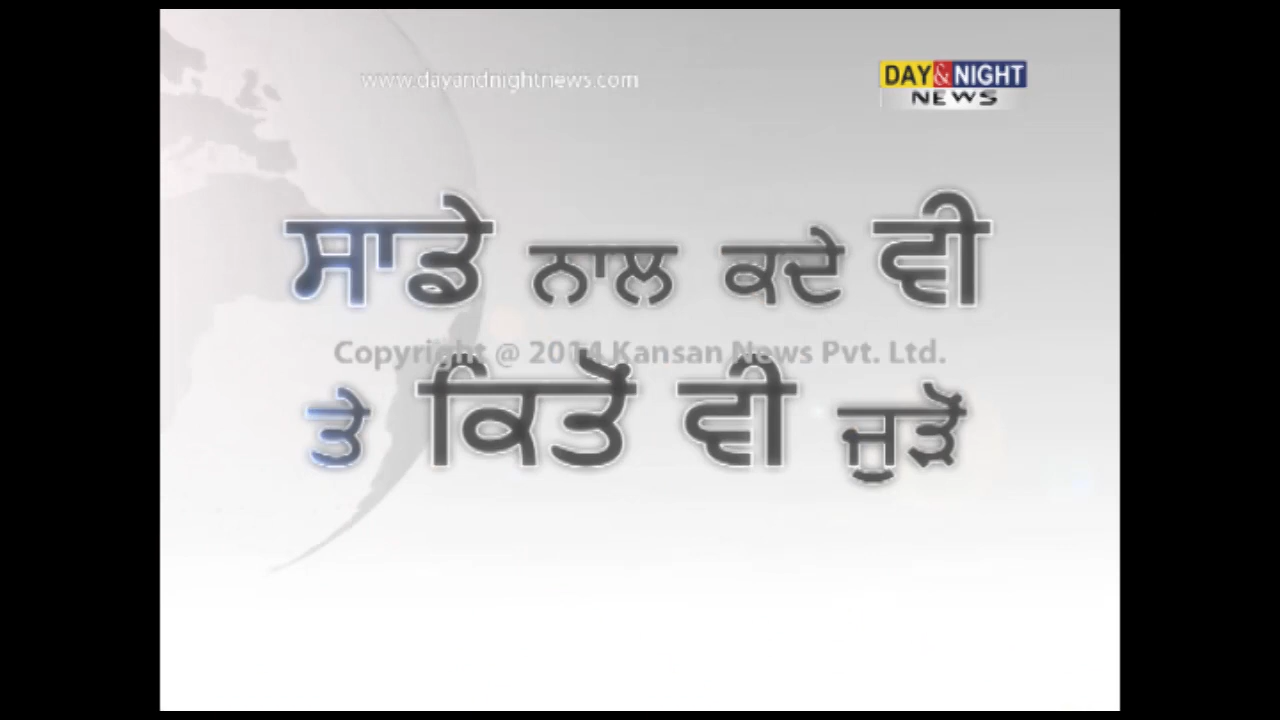 www.dayandnightnews.com
DAY&NIGHT
NEWS
ਸਾਡੇ ਨਾਲ ਕਦੇ ਵੀ
Copyright @ 2014 Kansan News Pvt. Ltd.
ਤੇ ਕਿਤੋਂ ਵੀ ਜੁੜੋਂ